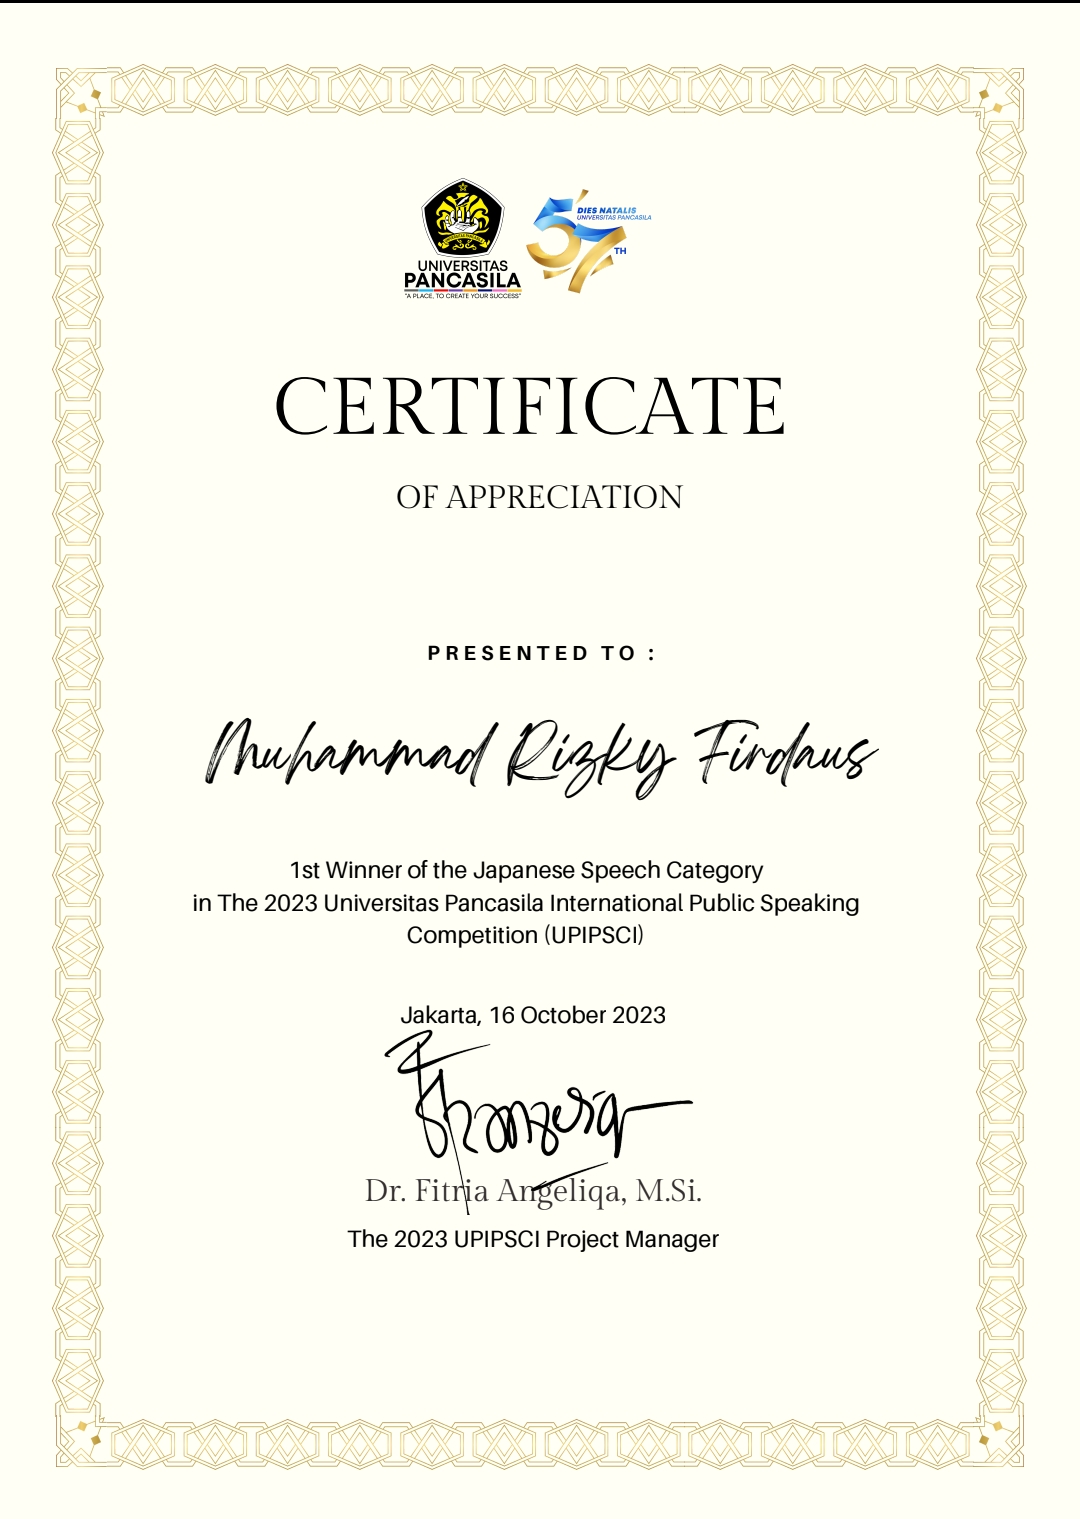 UNIVERSITAS
PANCASILA
"A PLACE, TO CREATE YOUR SUCCESS"
DIES NATALIS
UNIVERSITAS PANCASILA
57TH
CERTIFICATE
OF APPRECIATION
PRESENTED TO :
Muhammad Rizky Firdaus
1st Winner of the Japanese Speech Category
in The 2023 Universitas Pancasila International Public Speaking
Competition (UPIPSCI)
Jakarta, 16 October 2023
Dr. Fitria Angeliqa, M.Si.
The 2023 UPIPSCI Project Manager